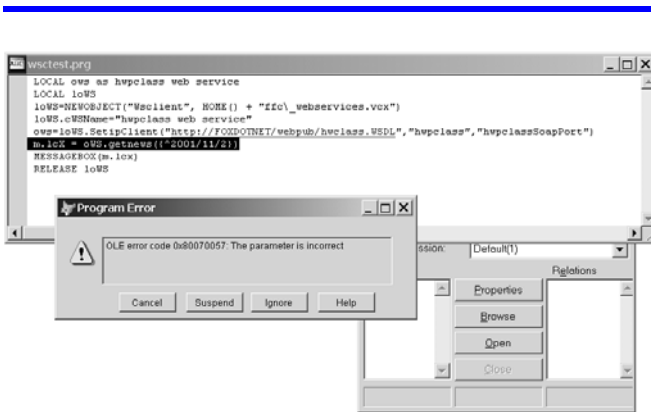 wsctest.prg
LOCAL ows as hwpclass web service
LOCAL loWS
loWS=NEWOBJECT("Wsclient", HOME() + "ffc\_webservices.vcx")
loWS.cWSName="hwpclass web service"
ows=loWS.SetipClient("http://FOXDOTNET/webpub/hwclass.WSDL","hwpclass","hwpclassSoapPort")
m.lcX = oWS.getnews({^2001/11/2})
MESSAGEBOX(m.lcx)
RELEASE loWS
Program Error
OLE error code 0x80070057: The parameter is incorrect
Cancel Suspend Ignore Help
ssion: Default(1)
Relations
Properties
Browse
Open
Close